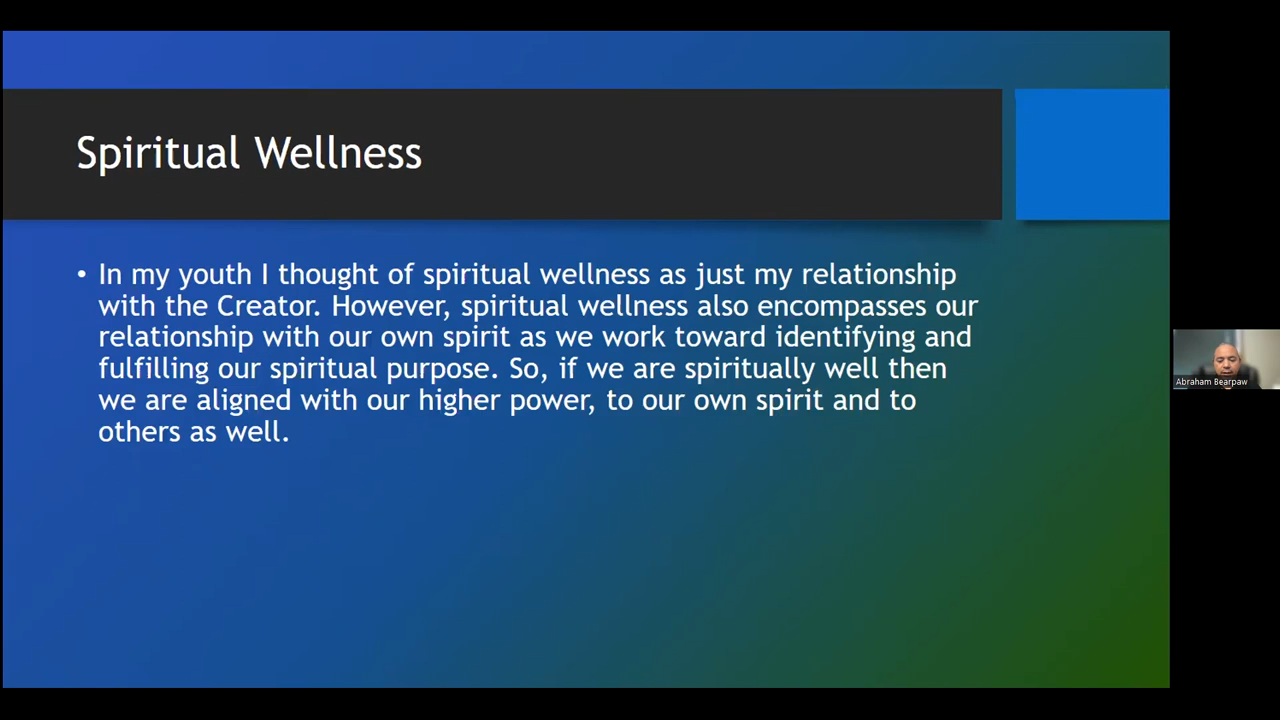 Spiritual Wellness
• In my youth I thought of spiritual wellness as just my relationship
with the Creator. However, spiritual wellness also encompasses our
relationship with our own spirit as we work toward identifying and
fulfilling our spiritual purpose. So, if we are spiritually well then
we are aligned with our higher power, to our own spirit and to
others as well.
Abraham Bearpaw